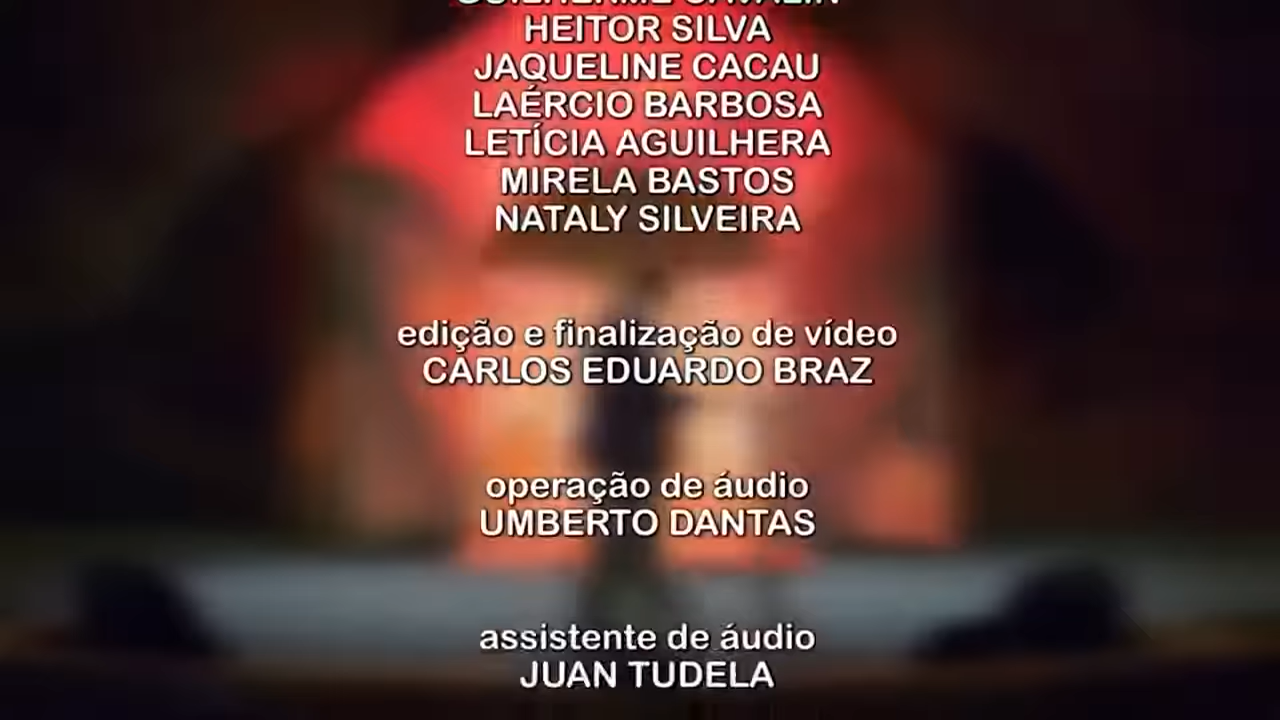 HEITOR SILVA
JAQUELINE CACAU
LAÉRCIO BARBOSA
LETÍCIA AGUILHERA
MIRELA BASTOS
NATALY SILVEIRA
edição e finalização de vídeo
CARLOS EDUARDO BRAZ
operação de áudio
UMBERTO DANTAS
assistente de áudio
JUAN TUDELA